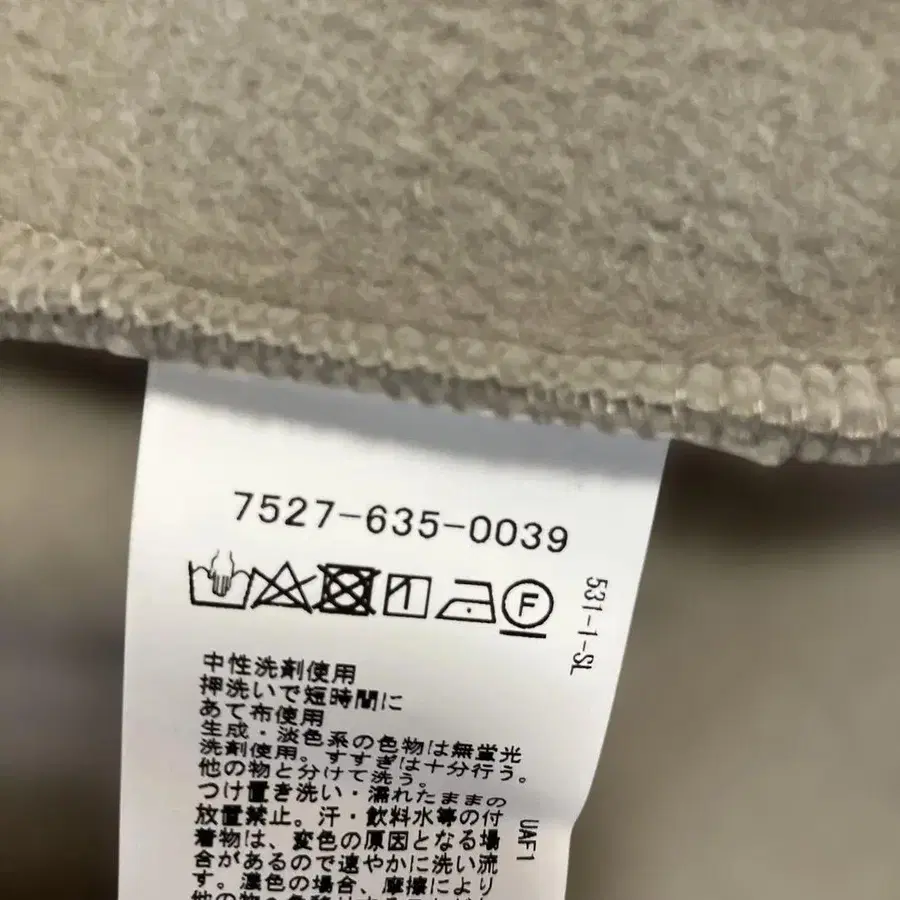 7527-635-0039
F
531-1-SL
中性洗剤使用
押洗いで短時間に
あて布使用
生成・淡色系の色物は無蛍光
洗剤使用。すすぎは十分行う。
他の物と分けて洗う。
つけ置き洗い・濡れたままの
放置禁止。汗・飲料水等の付
着物は、変色の原因となる場
合があるので速やかに洗い流
す。濃色の場合、摩擦により
UAF1